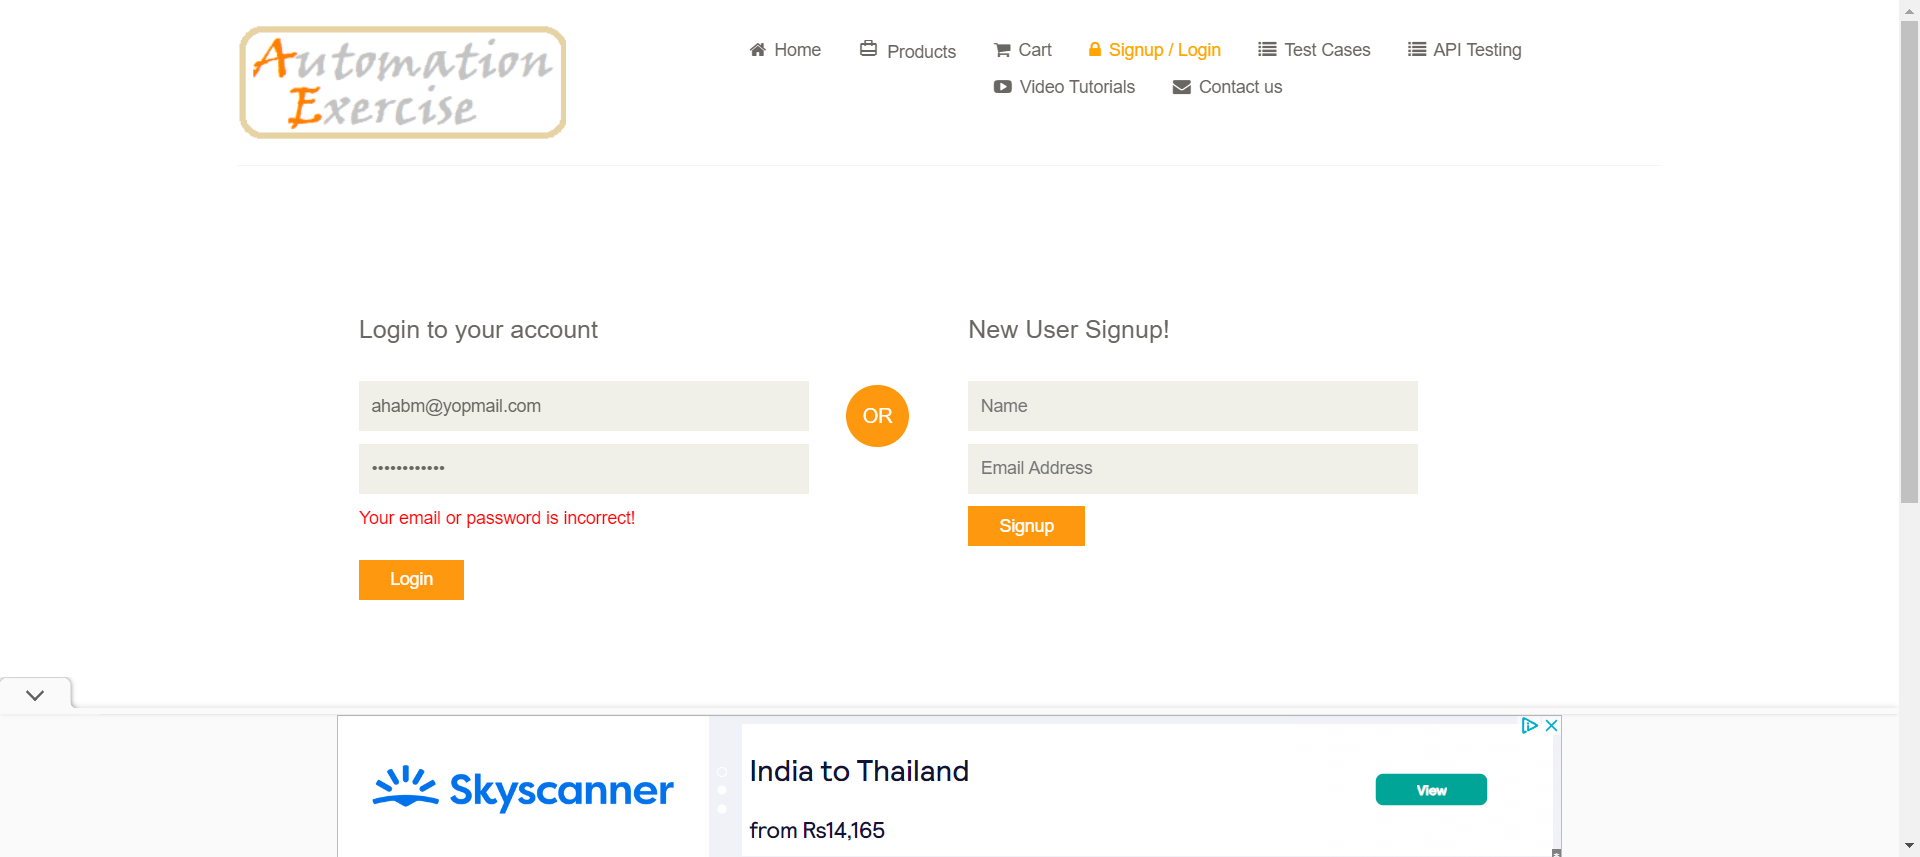 Automation
Exercise
Home
Products
Cart
Signup / Login
Test Cases
API Testing
Video Tutorials
Contact us
Login to your account
ahabm@yopmail.com
••••••••••••
Your email or password is incorrect!
Login
OR
New User Signup!
Name
Email Address
Signup
Skyscanner
India to Thailand
from Rs14,165
View